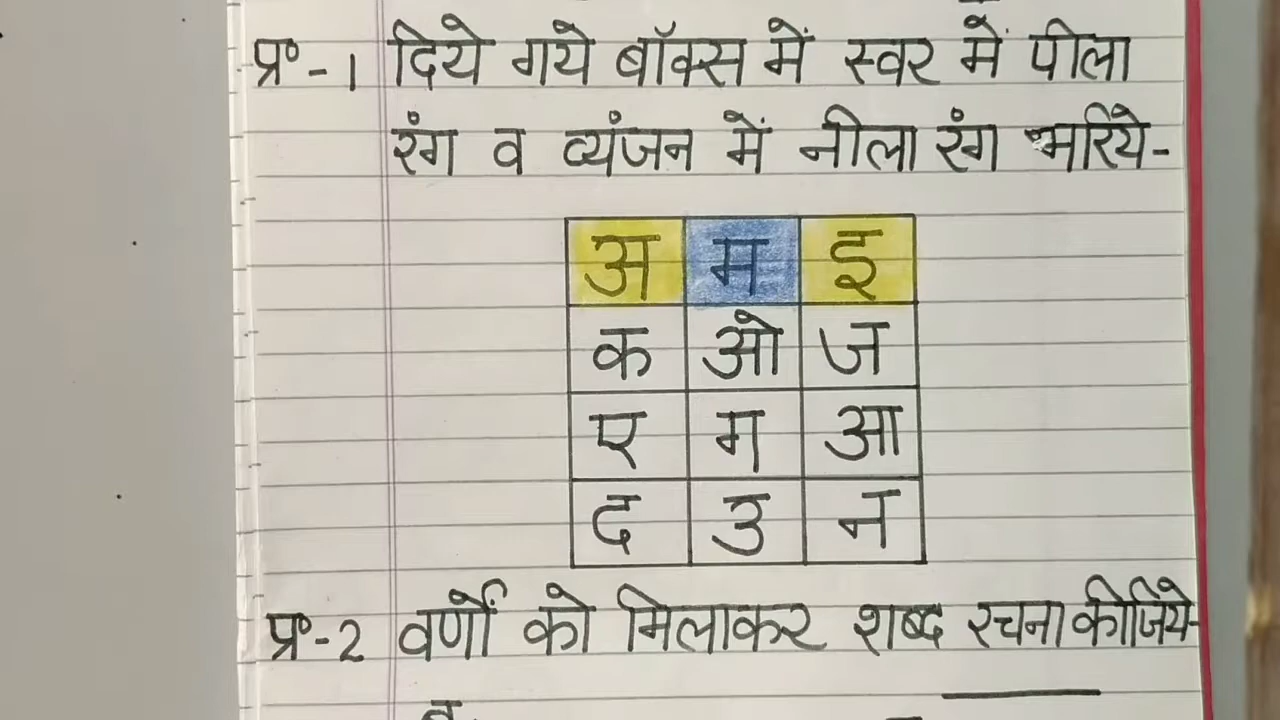 प्र०-1 दिये गये बॉक्स में स्वर में पीला
रंग व व्यंजन में नीला रंग भरिये-
अ म इ
क ओ ज
ए ग आ
द उ न
प्र०-2 वर्णों को मिलाकर शब्द रचना कीजिये-